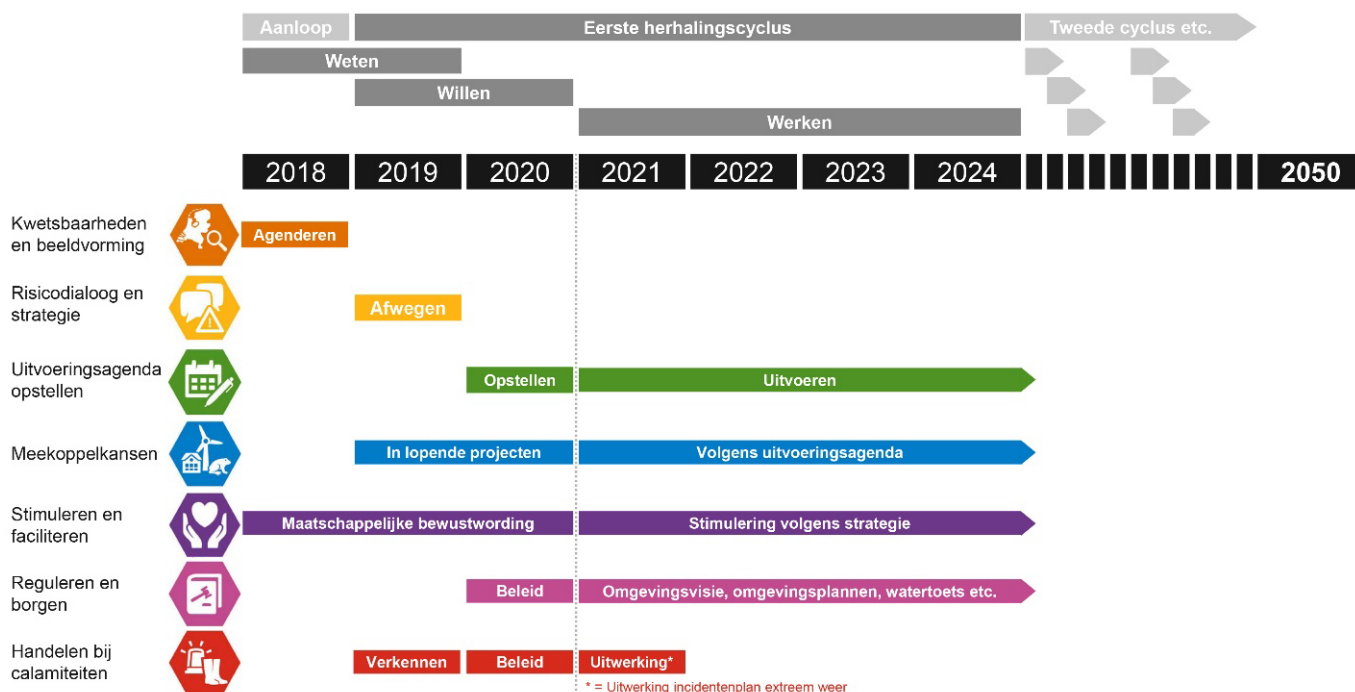 Aanloop
Eerste herhalingscyclus
Tweede cyclus etc.
Weten
Willen
Werken
2018
2019
2020
2021
2022
2023
2024
2050
Kwetsbaarheden
en beeldvorming
Agenderen
Risicodialoog en
strategie
Afwegen
Uitvoeringsagenda
opstellen
Opstellen
Uitvoeren
Meekoppelkansen
In lopende projecten
Volgens uitvoeringsagenda
Stimuleren en
faciliteren
Maatschappelijke bewustwording
Stimulering volgens strategie
Reguleren en
borgen
Beleid
Omgevingsvisie, omgevingsplannen, watertoets etc.
Handelen bij
calamiteiten
Verkennen
Beleid
Uitwerking*
* = Uitwerking incidentenplan extreem weer